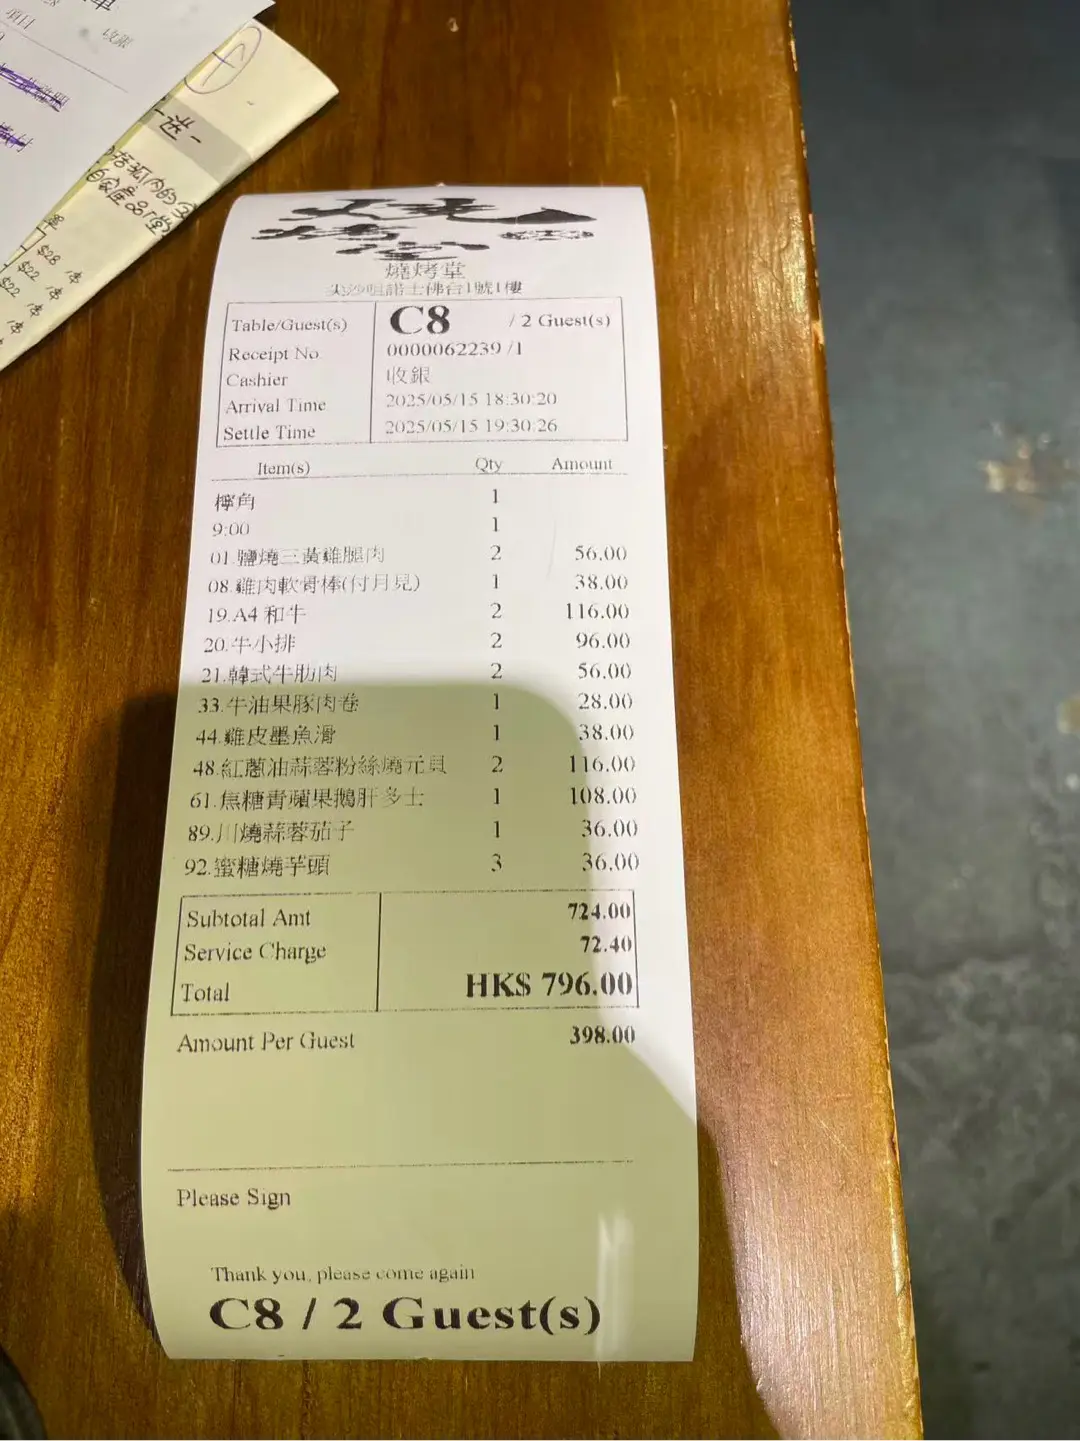 燒烤堂
燒烤堂
尖沙咀諾士佛台1號1樓
Table/Guest(s) C8 / 2 Guest(s)
Receipt No. 0000062239 /1
Cashier 收銀
Arrival Time 2025/05/15 18:30:20
Settle Time 2025/05/15 19:30:26
Item(s) Qty Amount
檸角 1
9:00 1
01.鹽燒三黃雞腿肉 2 56.00
08.雞肉軟骨棒(付月見) 1 38.00
19.A4 和牛 2 116.00
20.牛小排 2 96.00
21.韓式牛肋肉 2 56.00
33.牛油果豚肉卷 1 28.00
44.雞皮墨魚滑 1 38.00
48.紅蔥油蒜蓉粉絲燒元貝 2 116.00
61.焦糖青蘋果鵝肝多士 1 108.00
89.川燒蒜蓉茄子 1 36.00
92.蜜糖燒芋頭 3 36.00
Subtotal Amt 724.00
Service Charge 72.40
Total HK$ 796.00
Amount Per Guest 398.00
Please Sign
Thank you, please come again
C8 / 2 Guest(s)
$28 /串
$22 /串
$22 /串